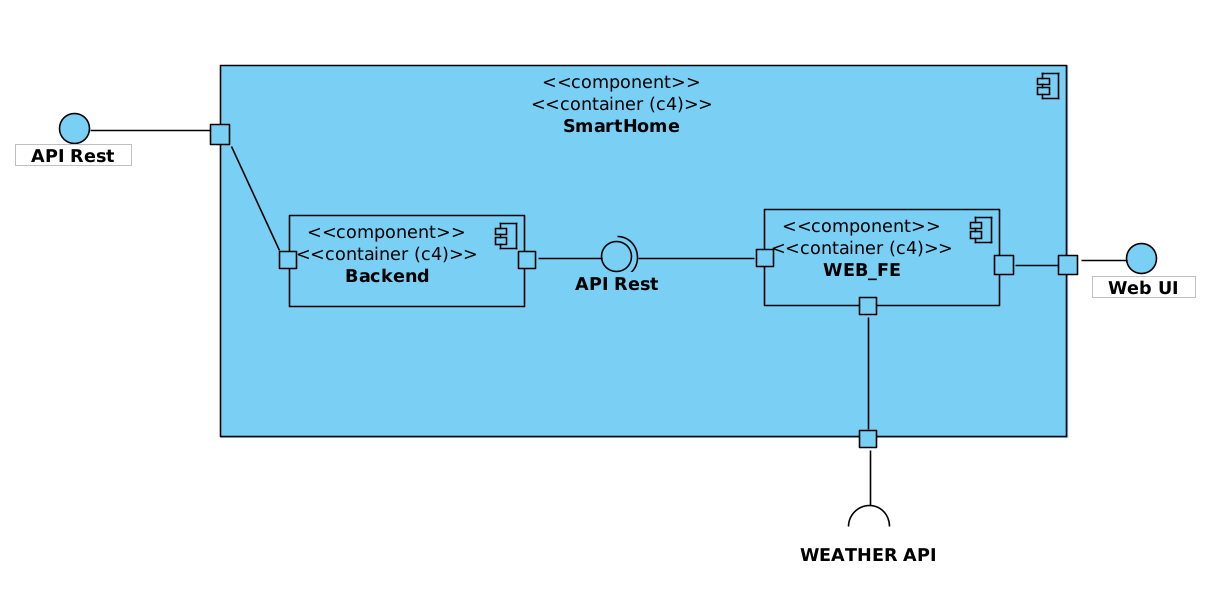 <<component>>
<<container (c4)>>
SmartHome
API Rest
<<component>>
<<container (c4)>>
Backend
API Rest
<<component>>
<<container (c4)>>
WEB_FE
Web UI
WEATHER API